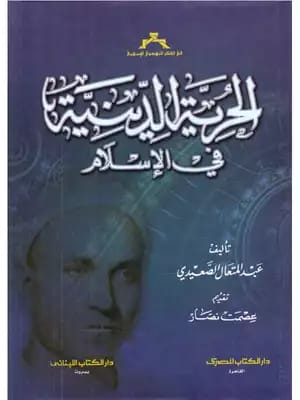 الحرية الدينية
في الإسلام
تأليف
عبد المتعال الصعيدي
تقديم
عصمت نصار
دار الكتاب المصري
القاهرة
دار الكتاب اللبناني
بيروت